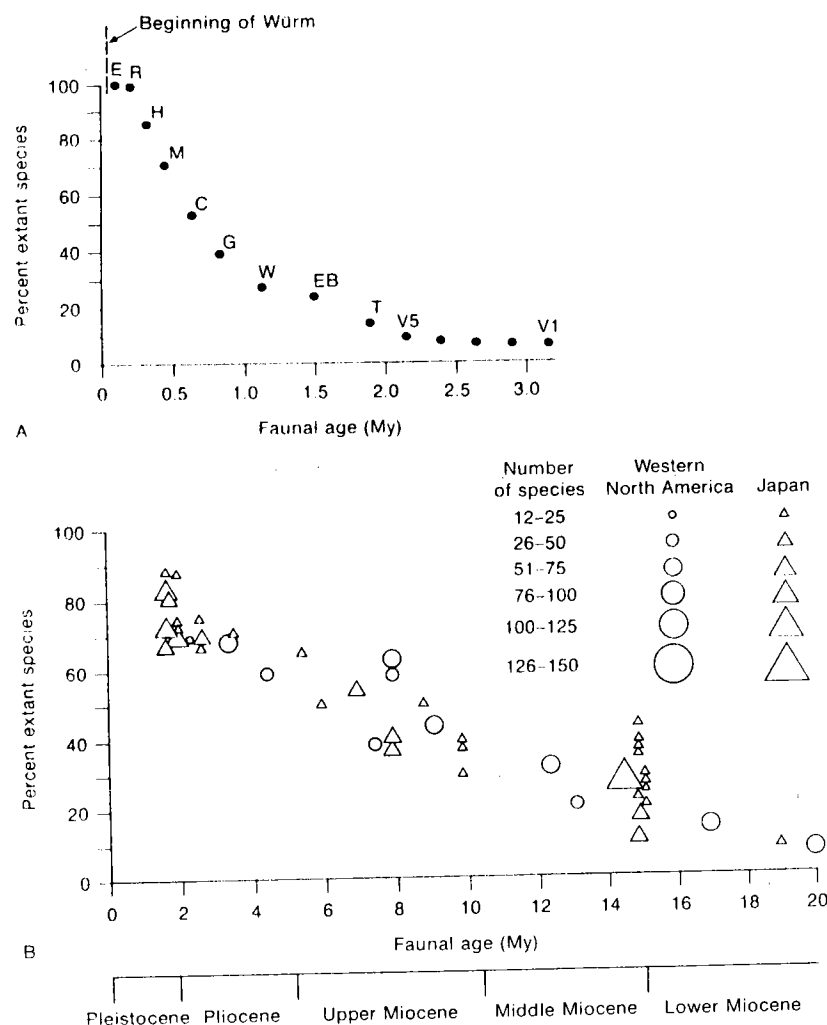 Beginning of Würm
E R
H
M
C
G
W
EB
T
V5
V1
100
80
60
40
20
0
Percent extant species
0 0.5 1.0 1.5 2.0 2.5 3.0
Faunal age (My)
A
Number of species
Western North America
Japan
12–25
26–50
51–75
76–100
100–125
126–150
100
80
60
40
20
0
Percent extant species
0 2 4 6 8 10 12 14 16 18 20
Faunal age (My)
B
Pleistocene Pliocene Upper Miocene Middle Miocene Lower Miocene